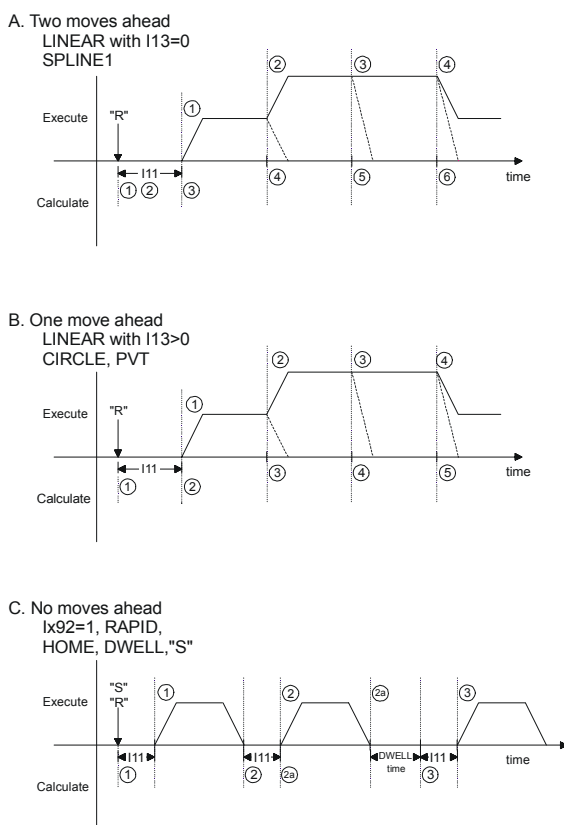 A. Two moves ahead
LINEAR with I13=0
SPLINE1
② ③ ④
①
Execute "R"
I11
① ② ③ ④ ⑤ ⑥ time
Calculate
B. One move ahead
LINEAR with I13>0
CIRCLE, PVT
② ③ ④
①
Execute "R"
I11
① ② ③ ④ ⑤ time
Calculate
C. No moves ahead
Ix92=1, RAPID,
HOME, DWELL,"S"
"S" ① ② 2a ③
Execute "R"
I11 I11 DWELL I11 time
① ② 2a time ③
Calculate